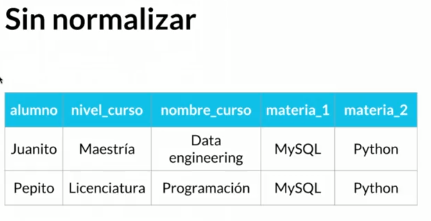 Sin normalizar
alumno nivel_curso nombre_curso materia_1 materia_2
Juanito Maestría Data engineering MySQL Python
Pepito Licenciatura Programación MySQL Python